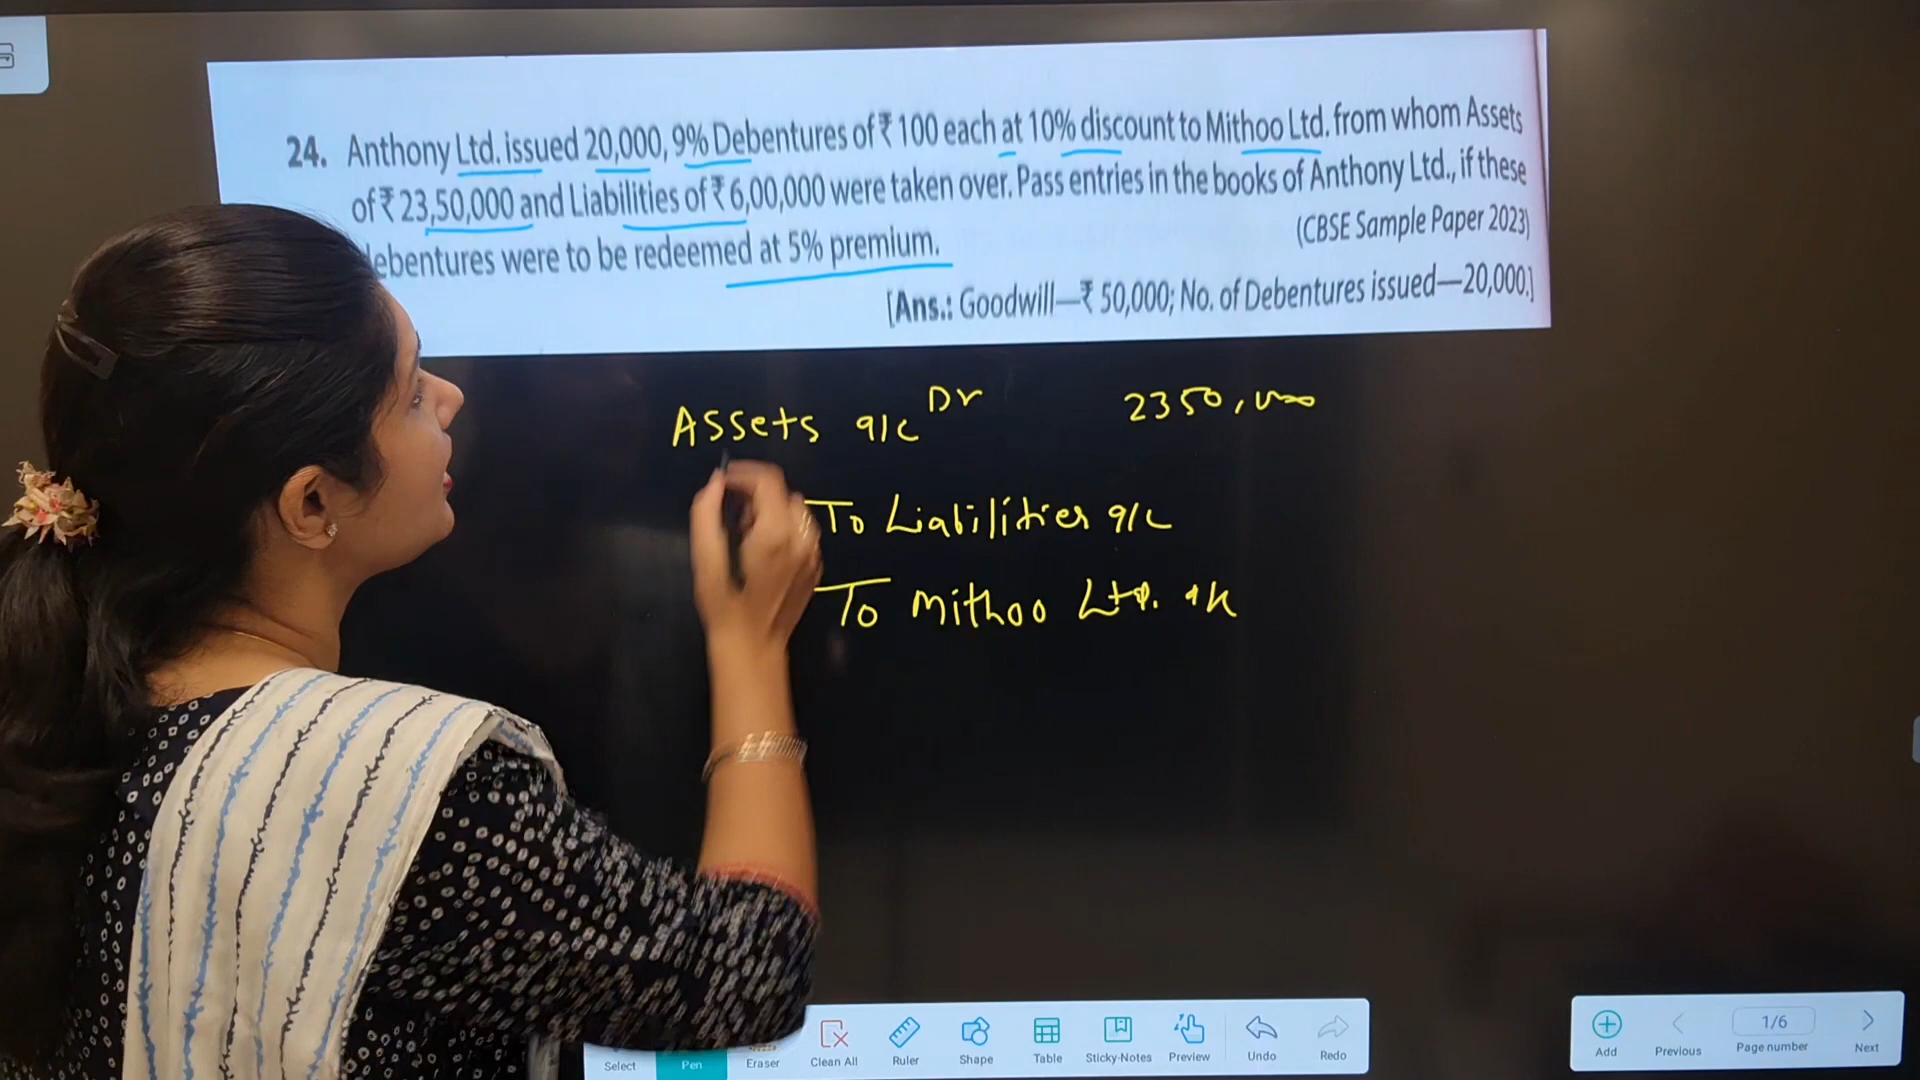 24. Anthony Ltd. issued 20,000, 9% Debentures of ₹ 100 each at 10% discount to Mithoo Ltd. from whom Assets
of ₹ 23,50,000 and Liabilities of ₹ 6,00,000 were taken over. Pass entries in the books of Anthony Ltd., if these
debentures were to be redeemed at 5% premium. (CBSE Sample Paper 2023)
[Ans.: Goodwill—₹ 50,000; No. of Debentures issued—20,000.]
Assets a/c Dr 2350,000
To Liabilities a/c
To Mithoo Ltd. a/c
Select Pen Eraser Clean All Ruler Shape Table Sticky-Notes Preview Undo Redo
Add Previous 1/6 Page number Next